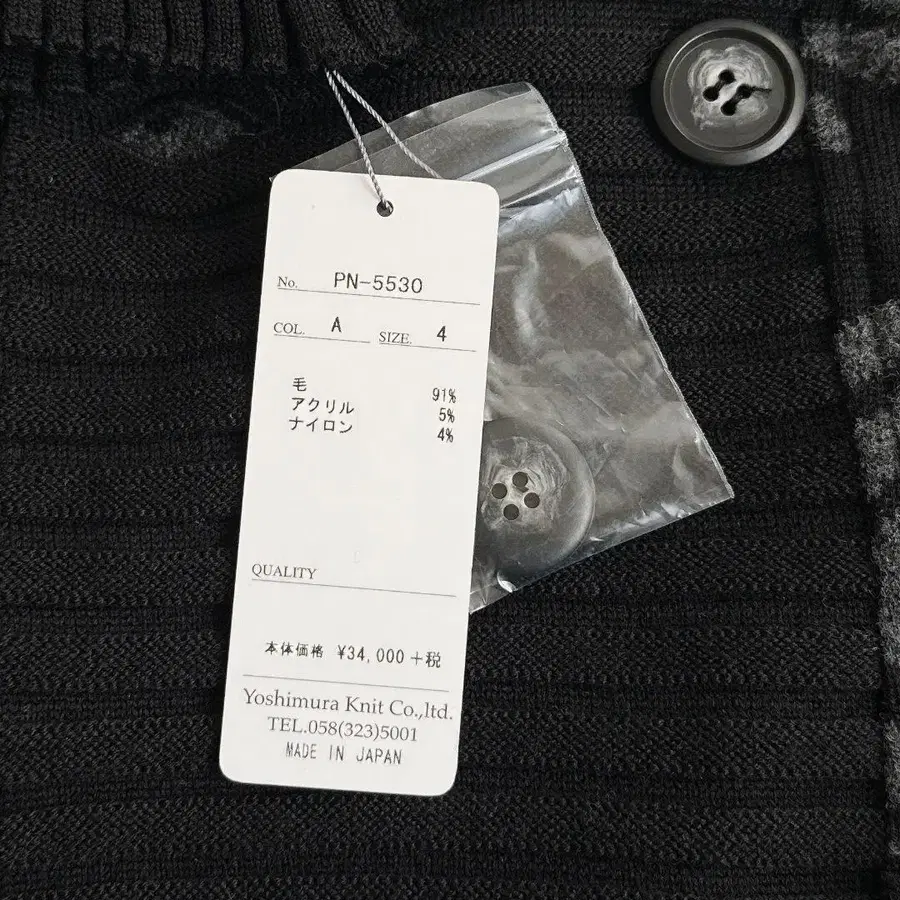 No. PN-5530
COL. A SIZE. 4
毛 91%
アクリル 5%
ナイロン 4%
QUALITY
本体価格 ¥34,000+税
Yoshimura Knit Co.,ltd.
TEL.058(323)5001
MADE IN JAPAN